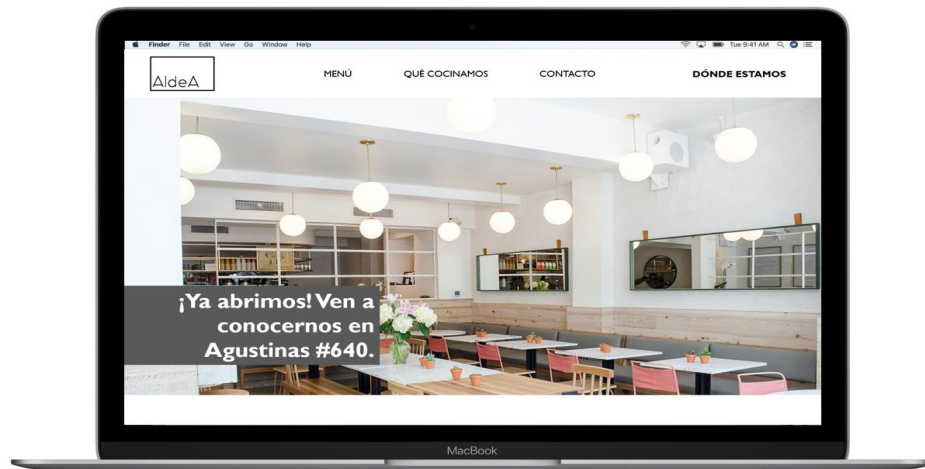 Finder File Edit View Go Window Help
Tue 9:41 AM
AldeA
MENÚ
QUÉ COCINAMOS
CONTACTO
DÓNDE ESTAMOS
¡Ya abrimos! Ven a
conocernos en
Agustinas #640.
MacBook